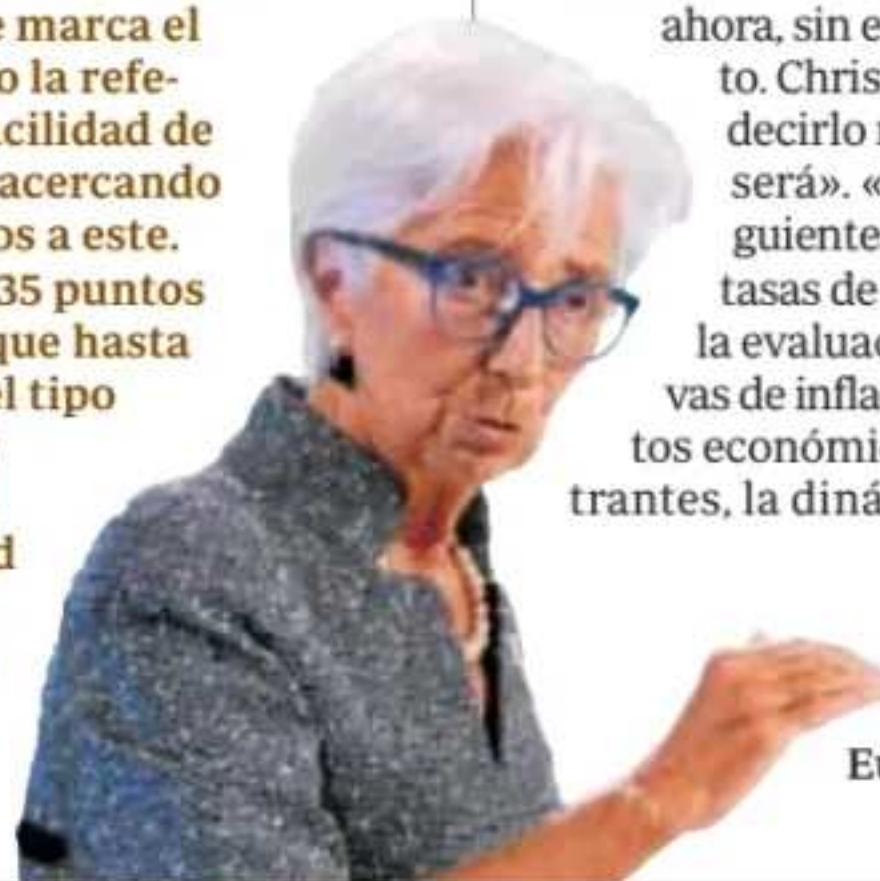 e marca el
o la refe-
cilidad de
acercando
os a este.
35 puntos
que hasta
el tipo
d
ahora, sin e
to. Chris
decirlo
será». «
guiente
tasas de
la evaluac
vas de infla
tos económi
trantes, la diná
Eu